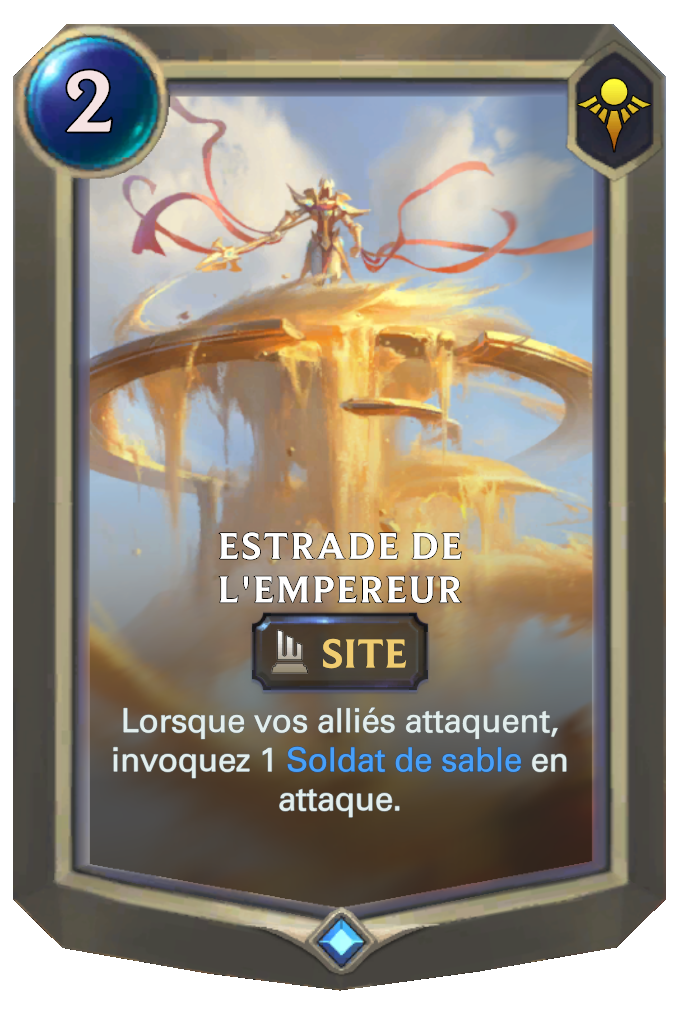 2
ESTRADE DE
L'EMPEREUR
SITE
Lorsque vos alliés attaquent,
invoquez 1 Soldat de sable en
attaque.